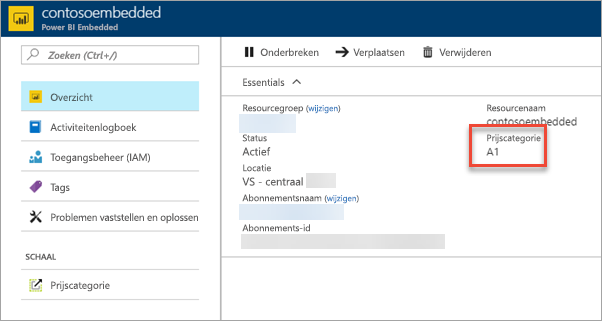 contosoembedded
Power BI Embedded
Zoeken (Ctrl+/)
Overzicht
Activiteitenlogboek
Toegangsbeheer (IAM)
Tags
Problemen vaststellen en oplossen
SCHAAL
Prijscategorie
Onderbreken
Verplaatsen
Verwijderen
Essentials
Resourcegroep (wijzigen)
Status
Actief
Locatie
VS - centraal
Abonnementsnaam (wijzigen)
Abonnements-id
Resourcenaam
contosoembedded
Prijscategorie
A1